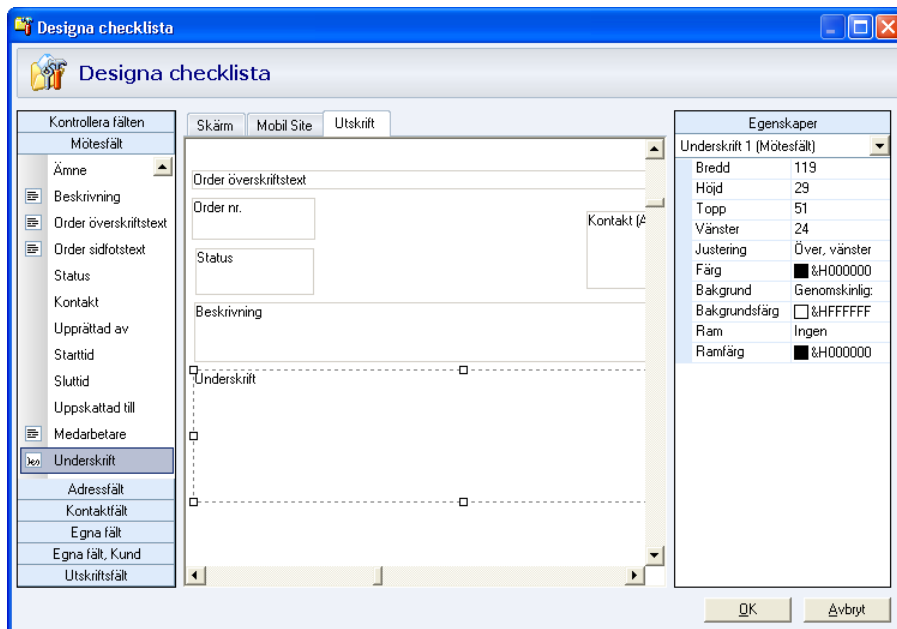 Designa checklista
Designa checklista
Kontrollera fälten
Mötesfält
Ämne
Beskrivning
Order överskriftstext
Order sidfotstext
Status
Kontakt
Upprättad av
Starttid
Sluttid
Uppskattad till
Medarbetare
Underskrift
Adressfält
Kontaktfält
Egna fält
Egna fält, Kund
Utskriftsfält
Skärm Mobil Site Utskrift
Order överskriftstext
Order nr.
Kontakt (A
Status
Beskrivning
Underskrift
Egenskaper
Underskrift 1 (Mötesfält)
Bredd 119
Höjd 29
Topp 51
Vänster 24
Justering Över, vänster
Färg &H000000
Bakgrund Genomskinlig:
Bakgrundsfärg &HFFFFFF
Ram Ingen
Ramfärg &H000000
OK Avbryt